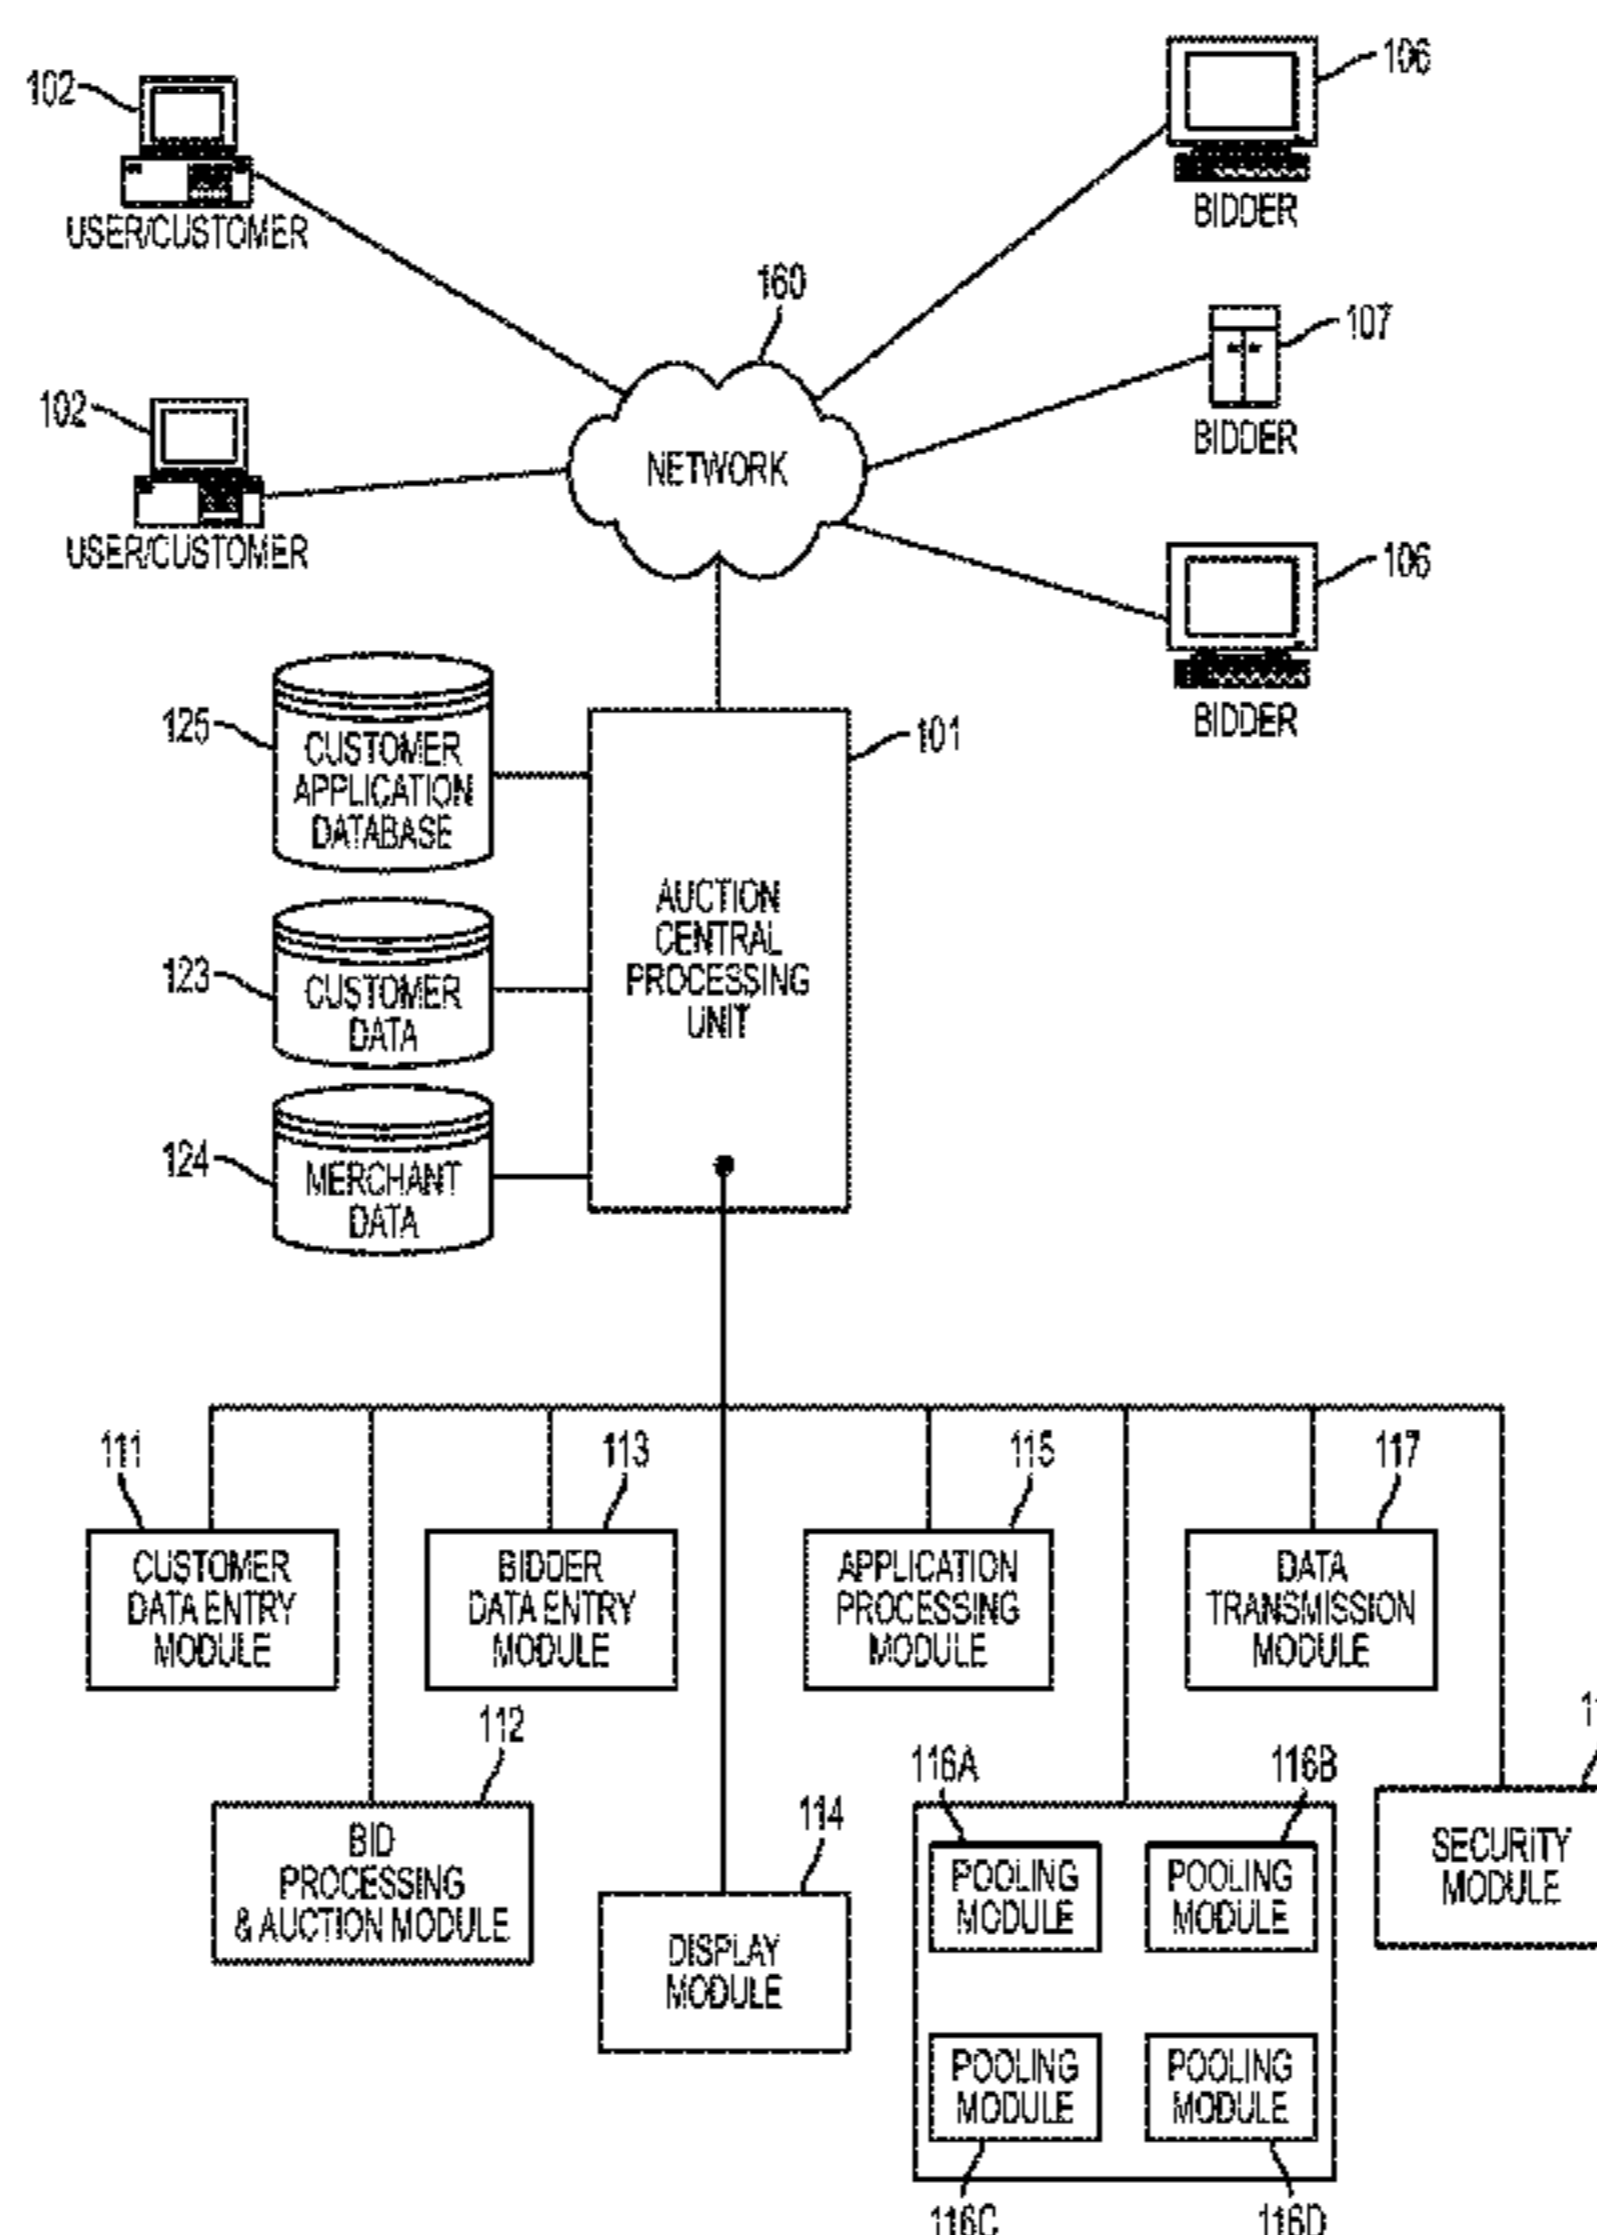 102
106
USER/CUSTOMER
BIDDER
160
107
102
NETWORK
BIDDER
USER/CUSTOMER
106
BIDDER
125
CUSTOMER
APPLICATION
DATABASE
101
AUCTION
CENTRAL
PROCESSING
UNIT
123
CUSTOMER
DATA
124
MERCHANT
DATA
111
113
115
117
CUSTOMER
DATA ENTRY
MODULE
BIDDER
DATA ENTRY
MODULE
APPLICATION
PROCESSING
MODULE
DATA
TRANSMISSION
MODULE
112
116A
116B
BID
PROCESSING
& AUCTION MODULE
114
DISPLAY
MODULE
POOLING
MODULE
POOLING
MODULE
SECURITY
MODULE
POOLING
MODULE
POOLING
MODULE
116C
116D